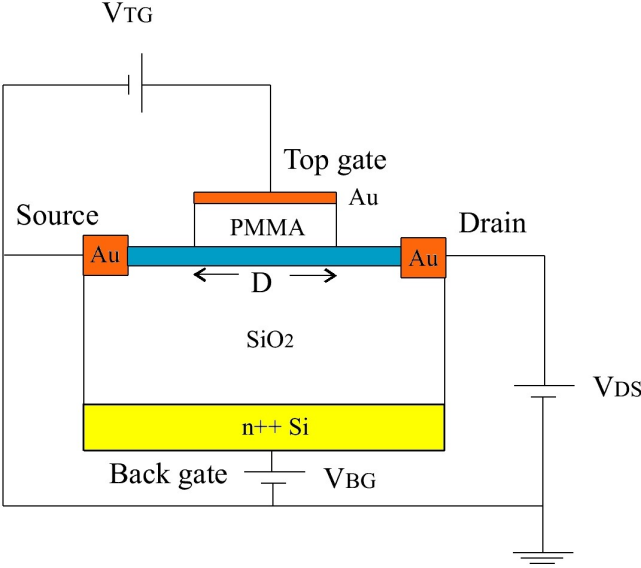 VTG
Top gate
Au
Source
PMMA
Drain
Au
Au
D
SiO2
VDS
n++ Si
Back gate
VBG